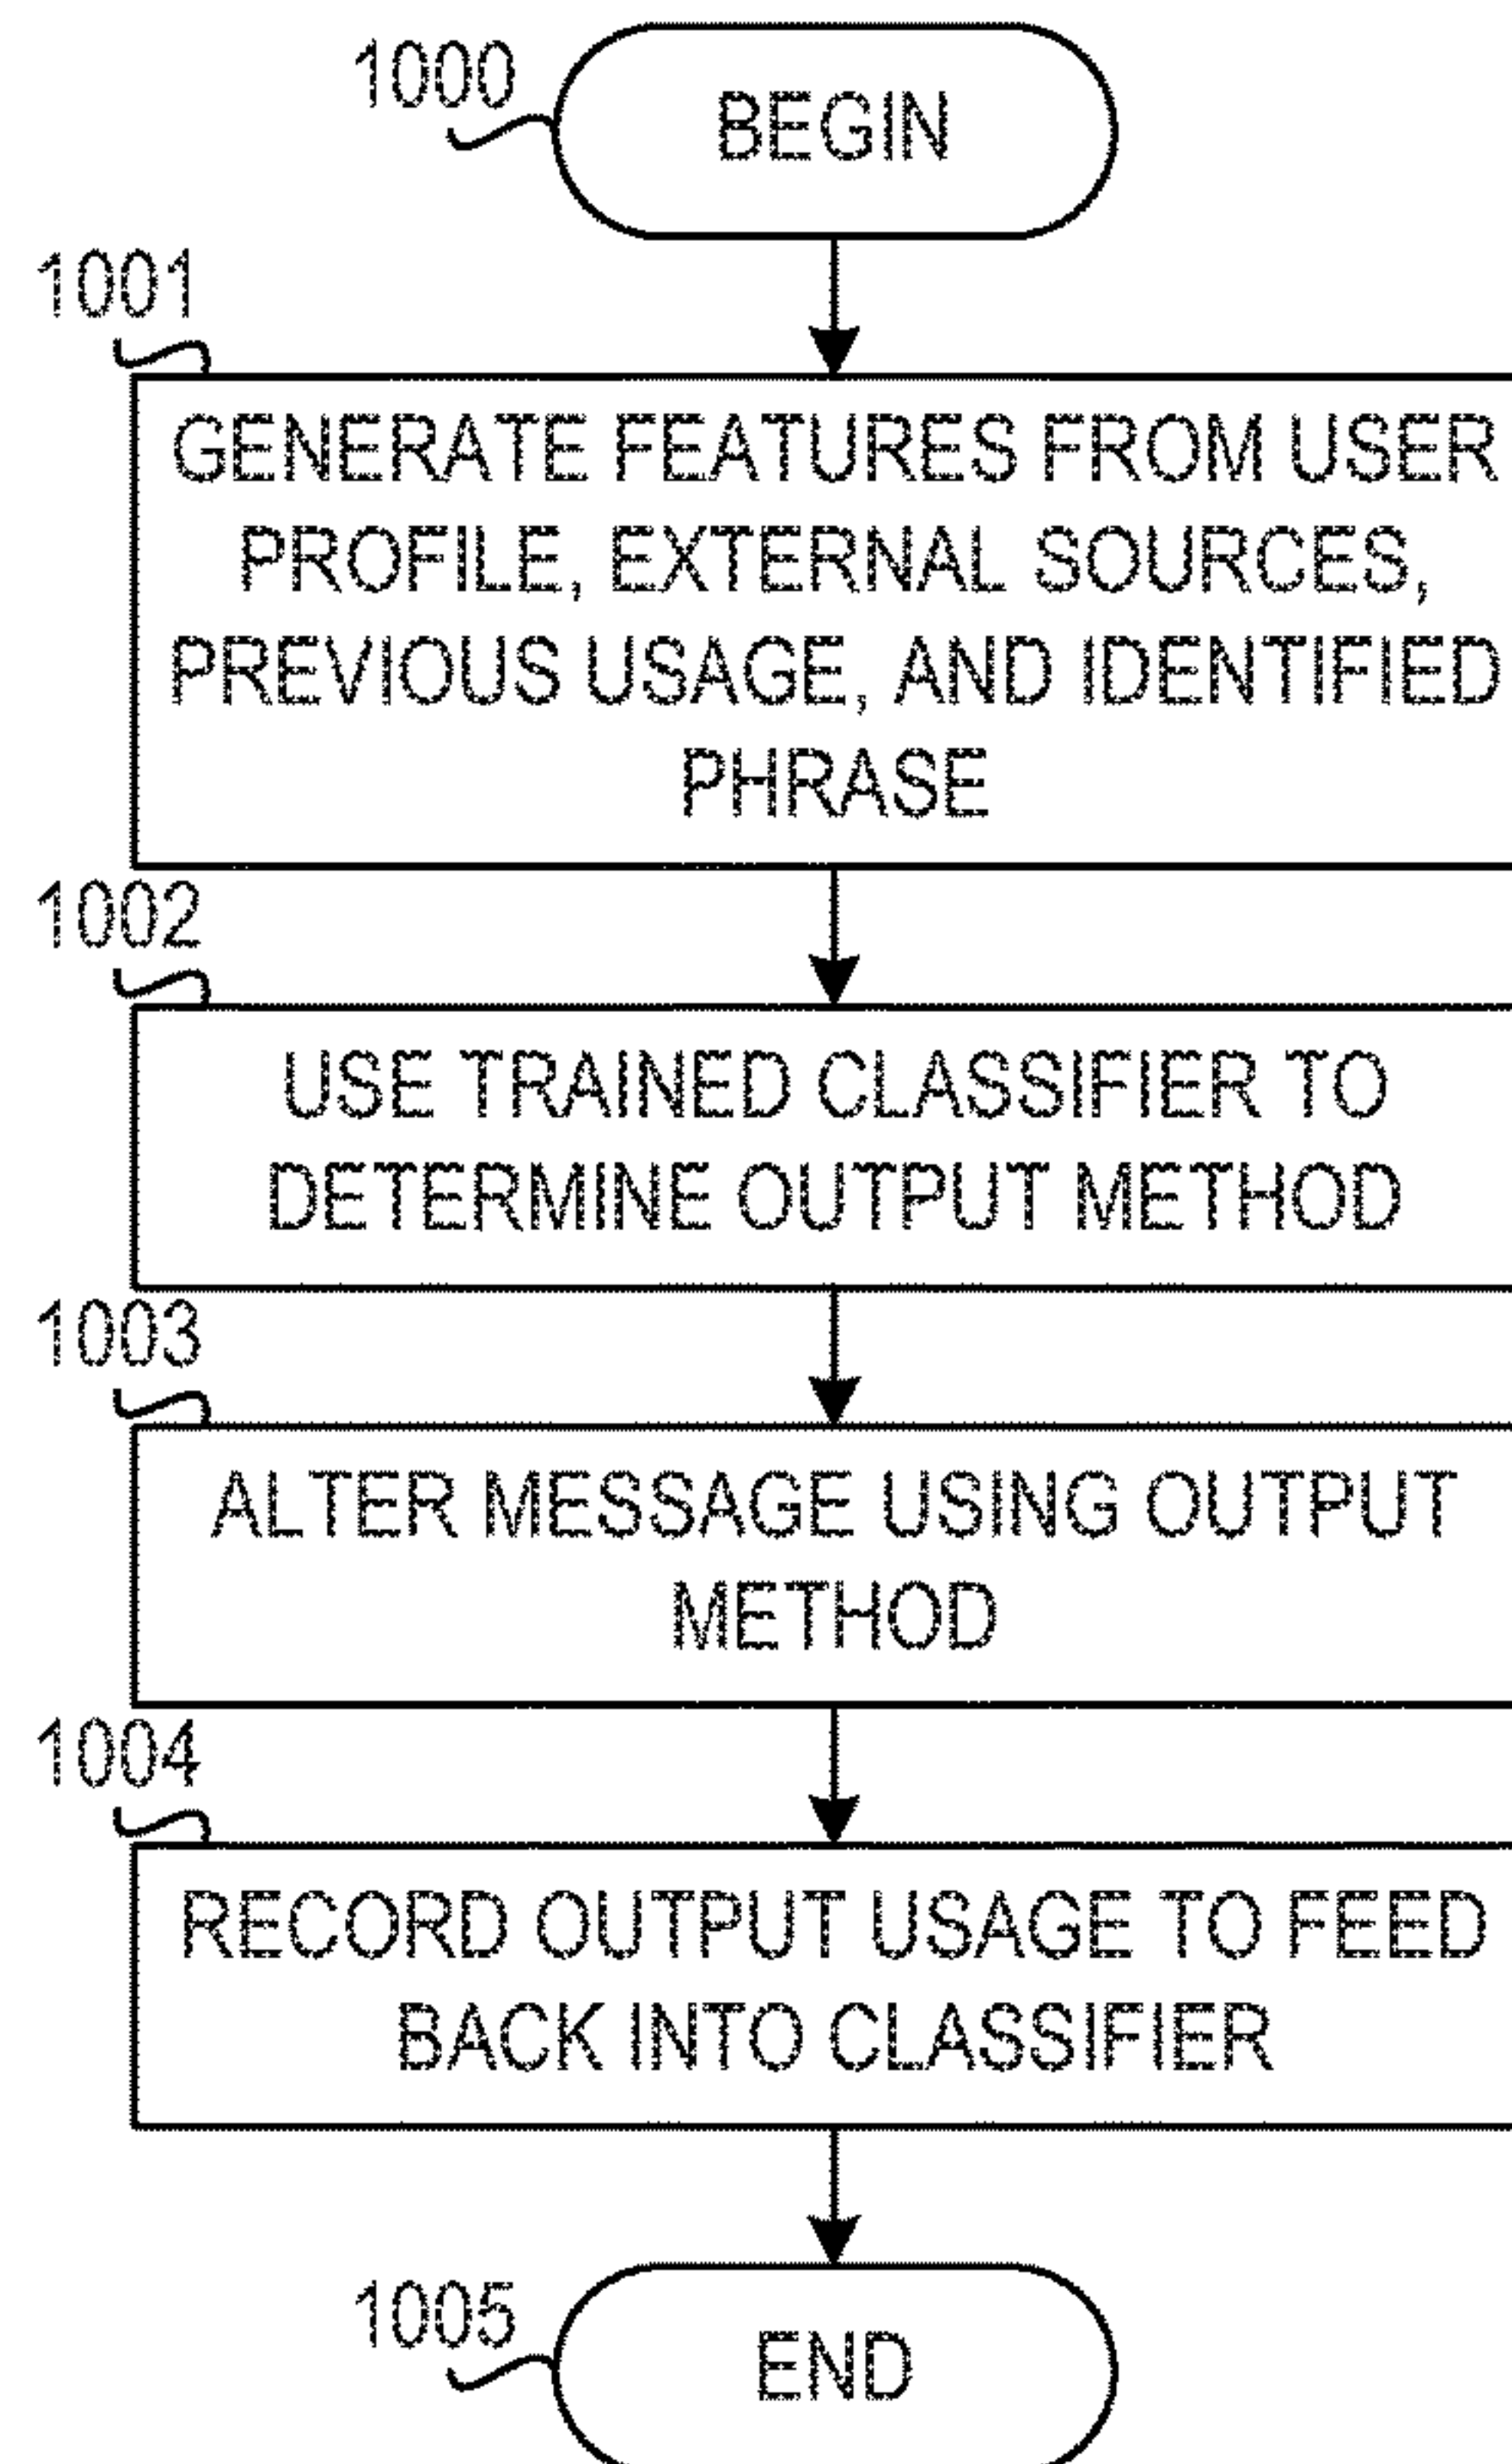 1000
BEGIN
1001
GENERATE FEATURES FROM USER
PROFILE, EXTERNAL SOURCES,
PREVIOUS USAGE, AND IDENTIFIED
PHRASE
1002
USE TRAINED CLASSIFIER TO
DETERMINE OUTPUT METHOD
1003
ALTER MESSAGE USING OUTPUT
METHOD
1004
RECORD OUTPUT USAGE TO FEED
BACK INTO CLASSIFIER
1005
END